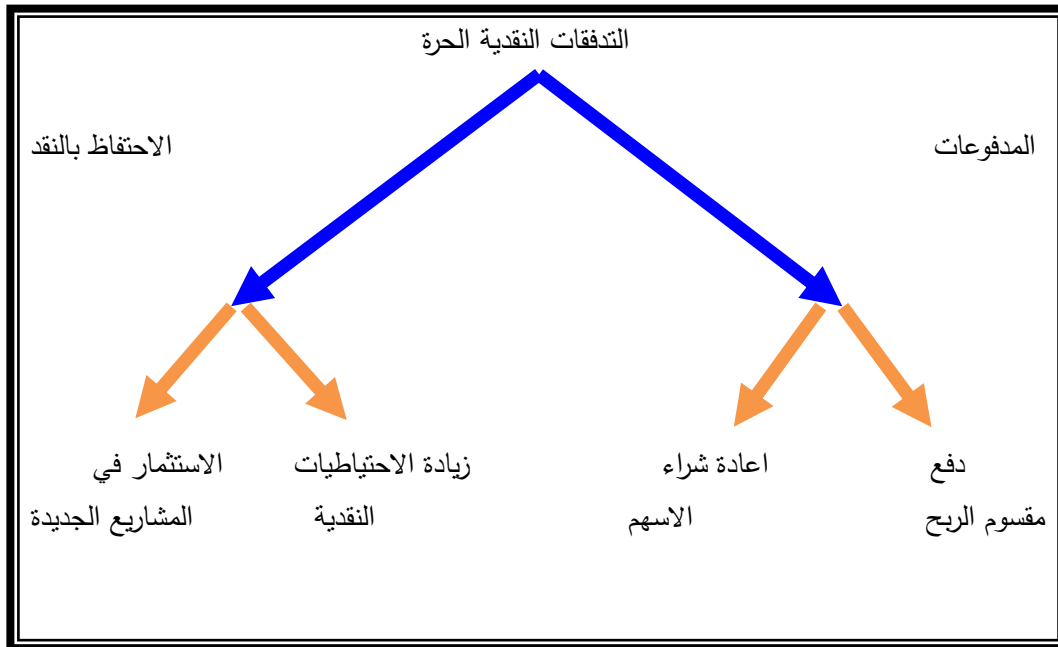 التدفقات النقدية الحرة
المدفوعات
الاحتفاظ بالنقد
دفع
مقسوم الربح
اعادة شراء
الاسهم
زيادة الاحتياطيات
النقدية
الاستثمار في
المشاريع الجديدة